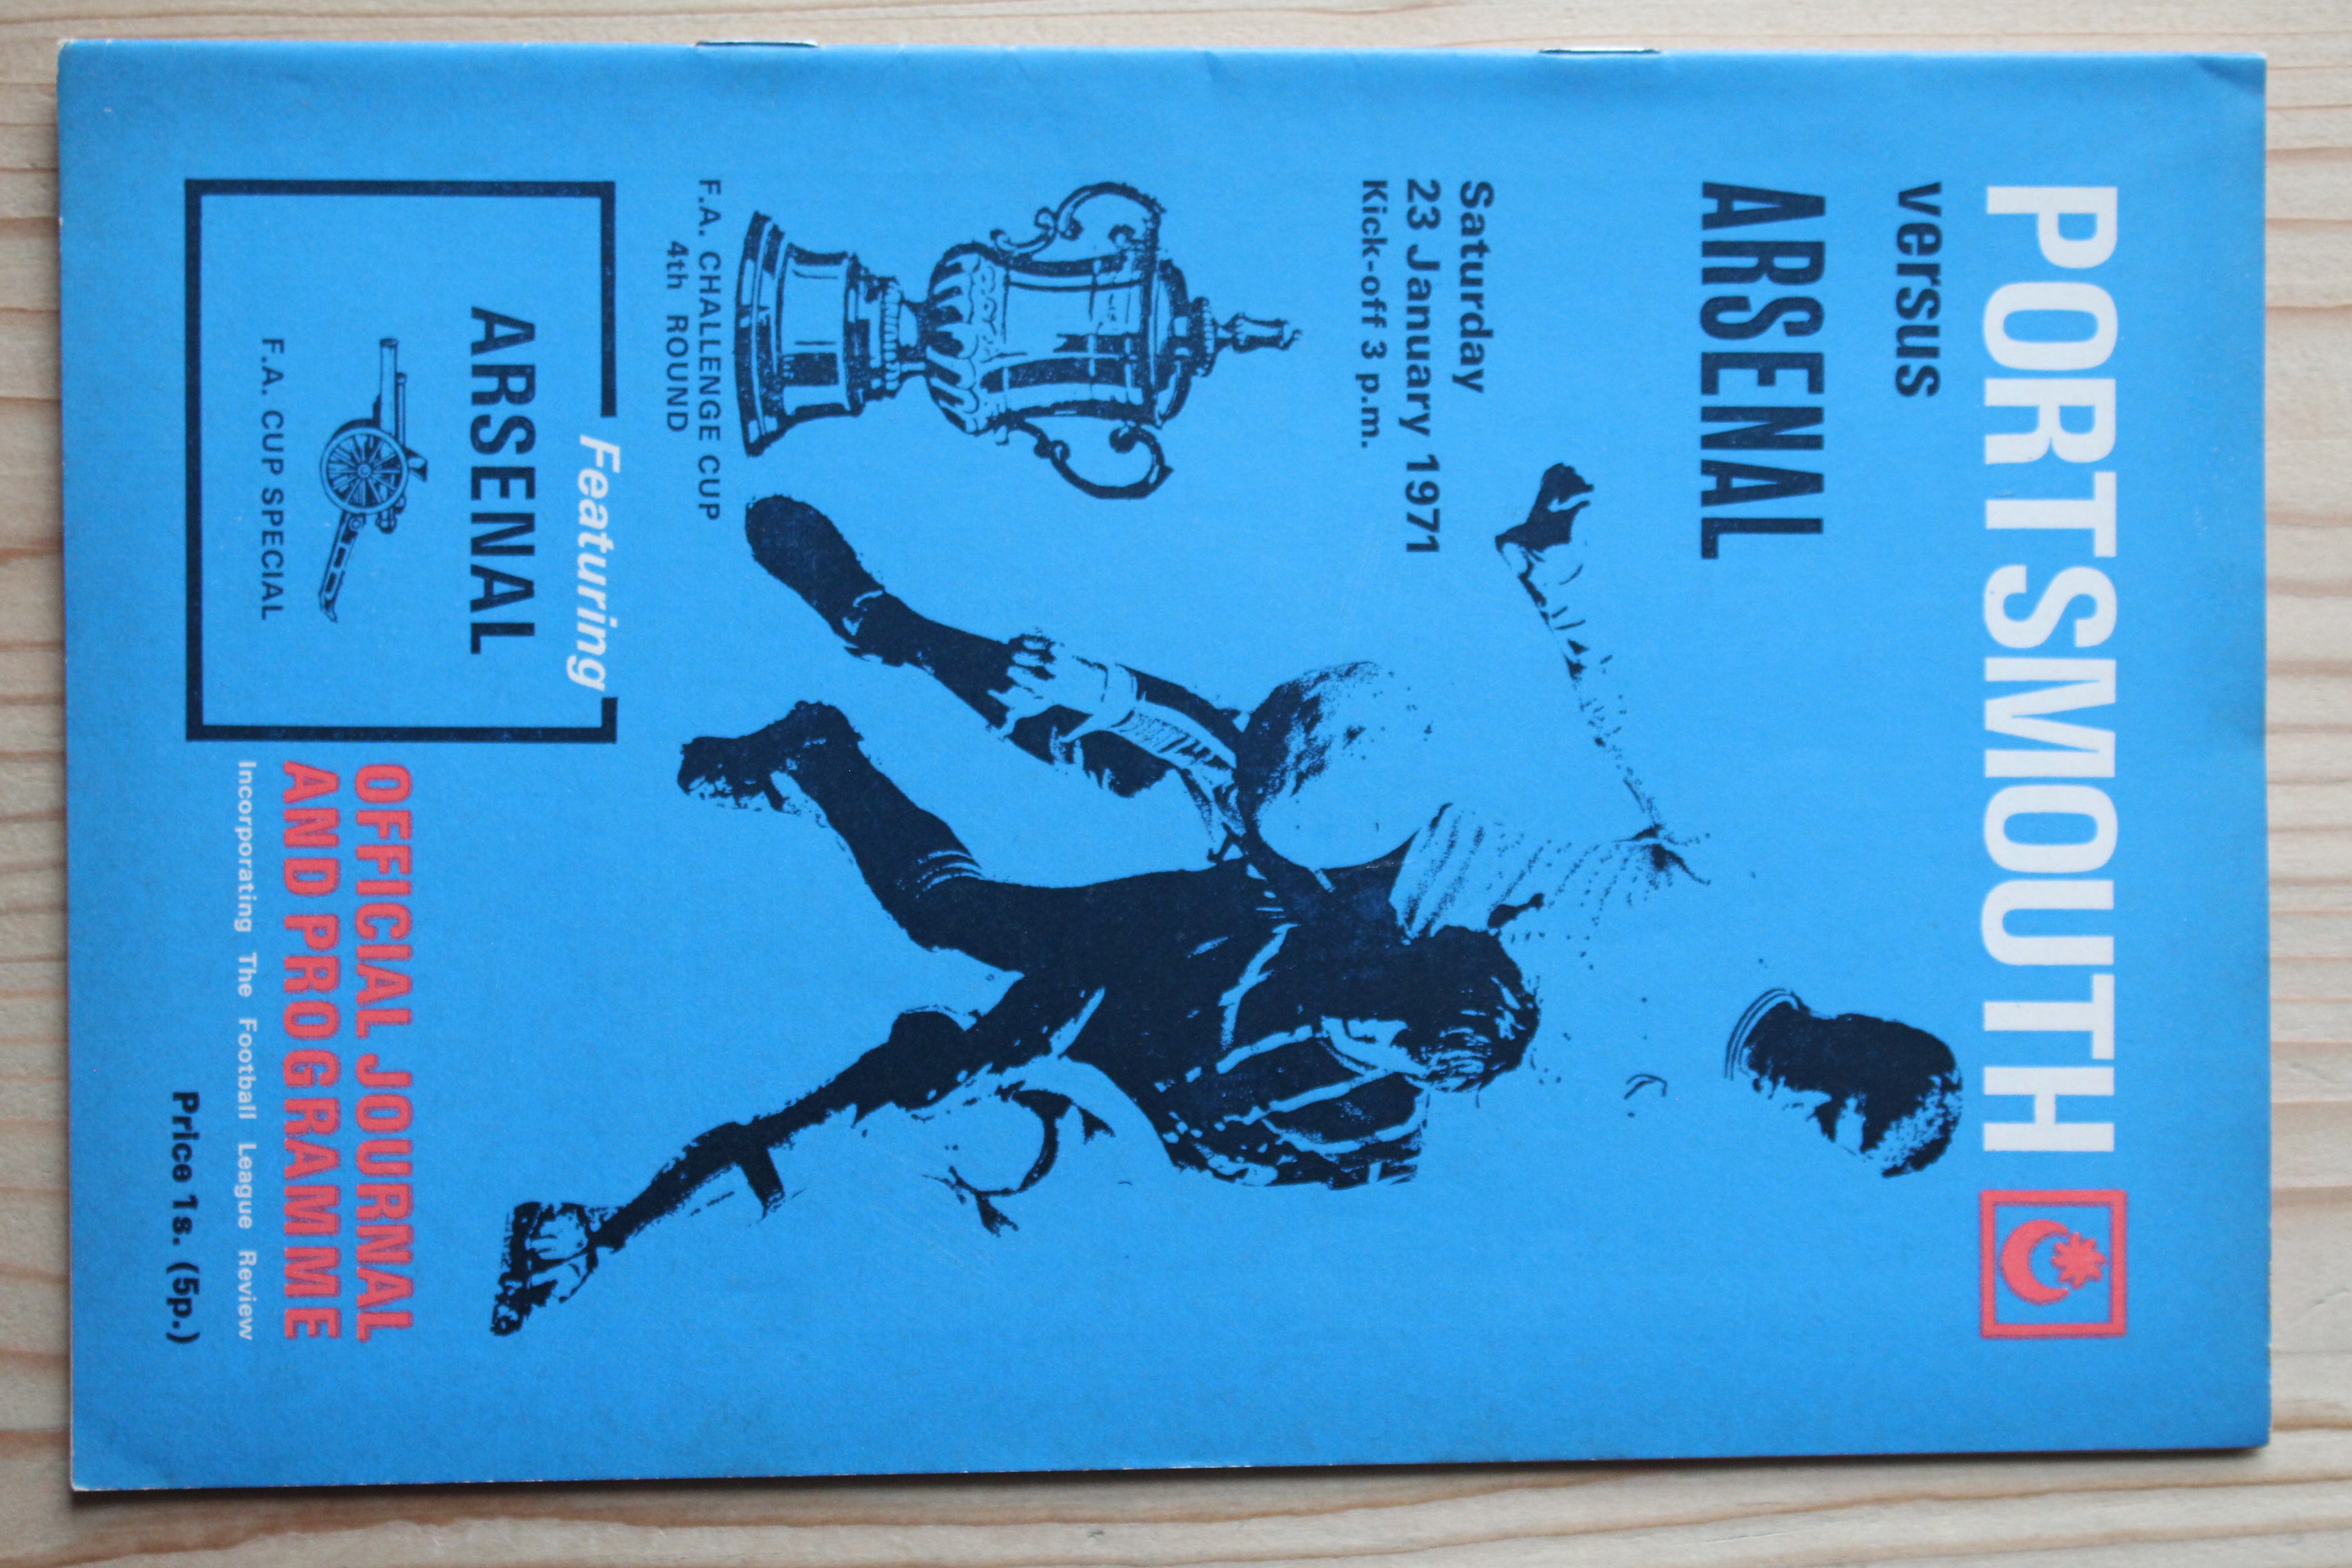 PORTSMOUTH
versus
ARSENAL
Saturday
23 January 1971
Kick-off 3 p.m.
F.A. CHALLENGE CUP
4th ROUND
Featuring
ARSENAL
F.A. CUP SPECIAL
OFFICIAL JOURNAL
AND PROGRAMME
Incorporating The Football League Review
Price 1s. (5p.)